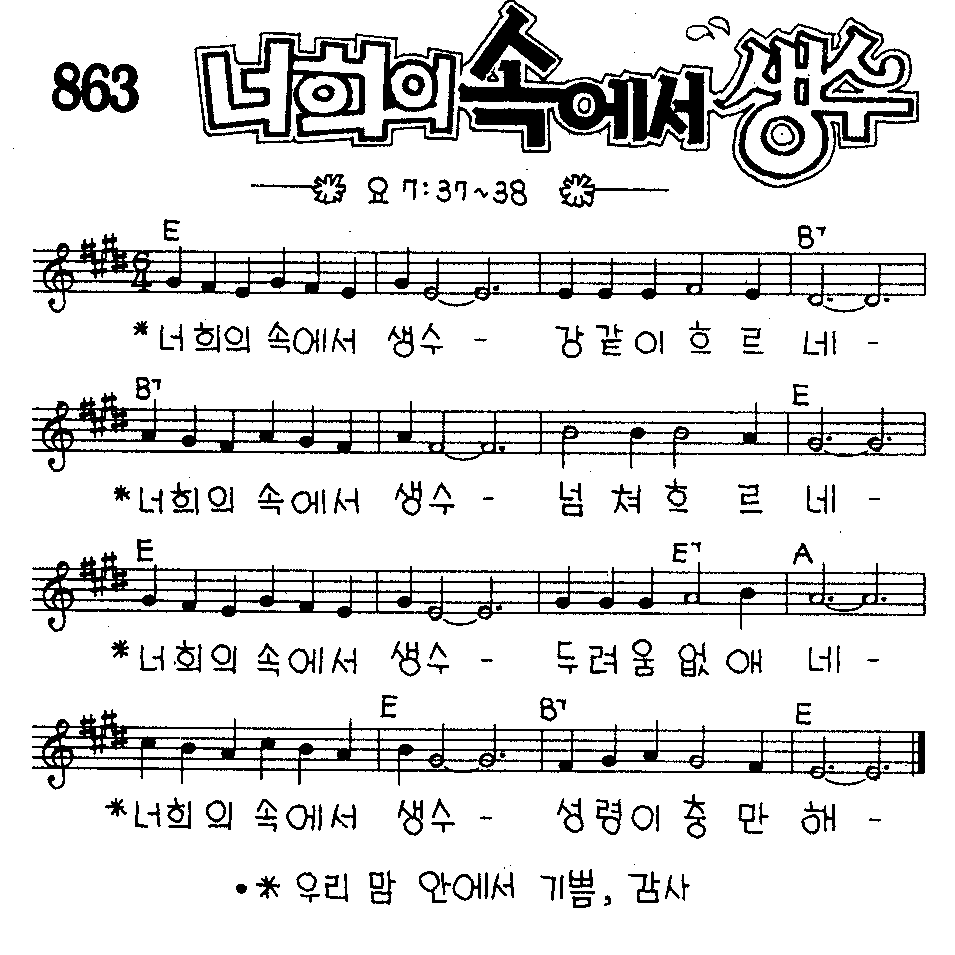 863
너희의 속에서 생수
요 7:37~38
E B7
6
4
*너희의 속에서 생수 - 강 같이 흐 르 네 -
B7 E
*너희의 속에서 생수 - 넘 쳐 흐 르 네 -
E E7 A
*너희의 속에서 생수 - 두려움 없애 네 -
E B7 E
*너희의 속에서 생수 - 성령이 충 만 해 -
•* 우리 맘 안에서 기쁨, 감사